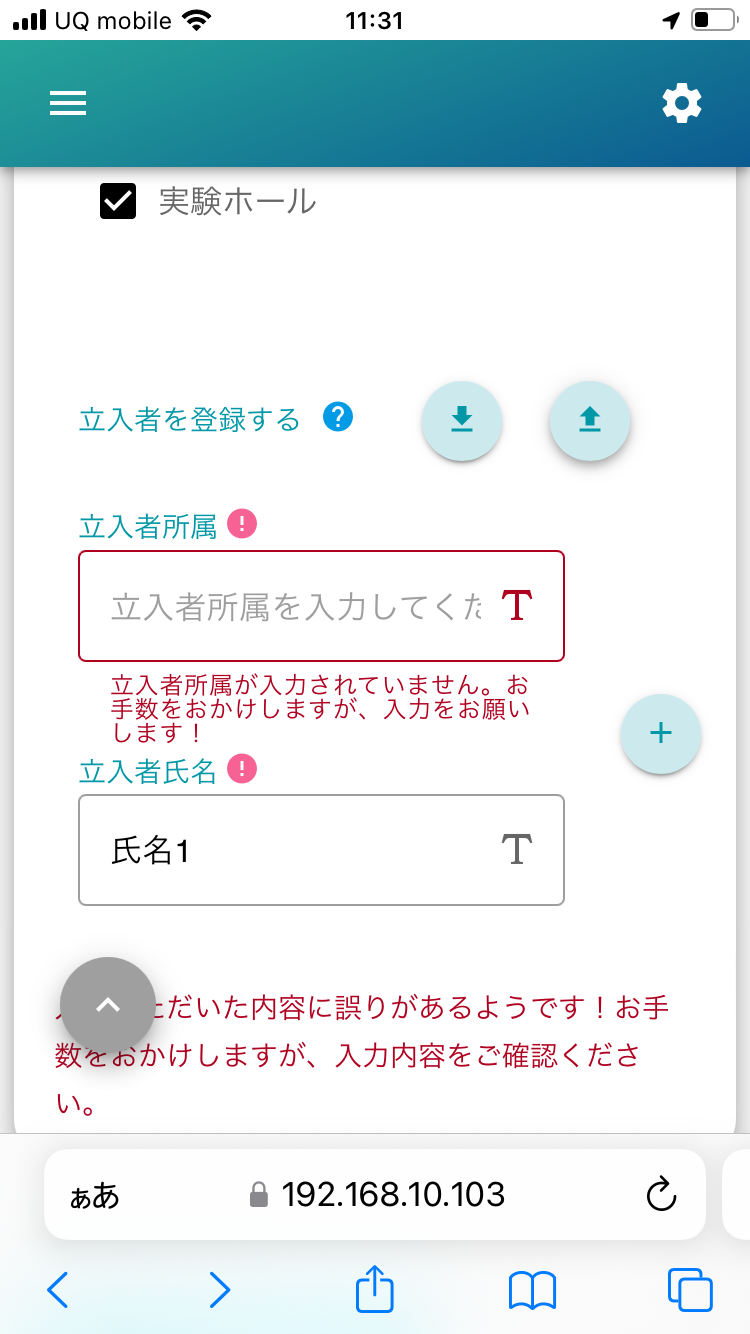 UQ mobile 11:31
実験ホール
立入者を登録する
立入者所属
立入者所属を入力してくた
立入者所属が入力されていません。お
手数をおかけしますが、入力をお願い
します！
立入者氏名
氏名1
ただいた内容に誤りがあるようです！お手
数をおかけしますが、入力内容をご確認くださ
い。
ぁあ 192.168.10.103